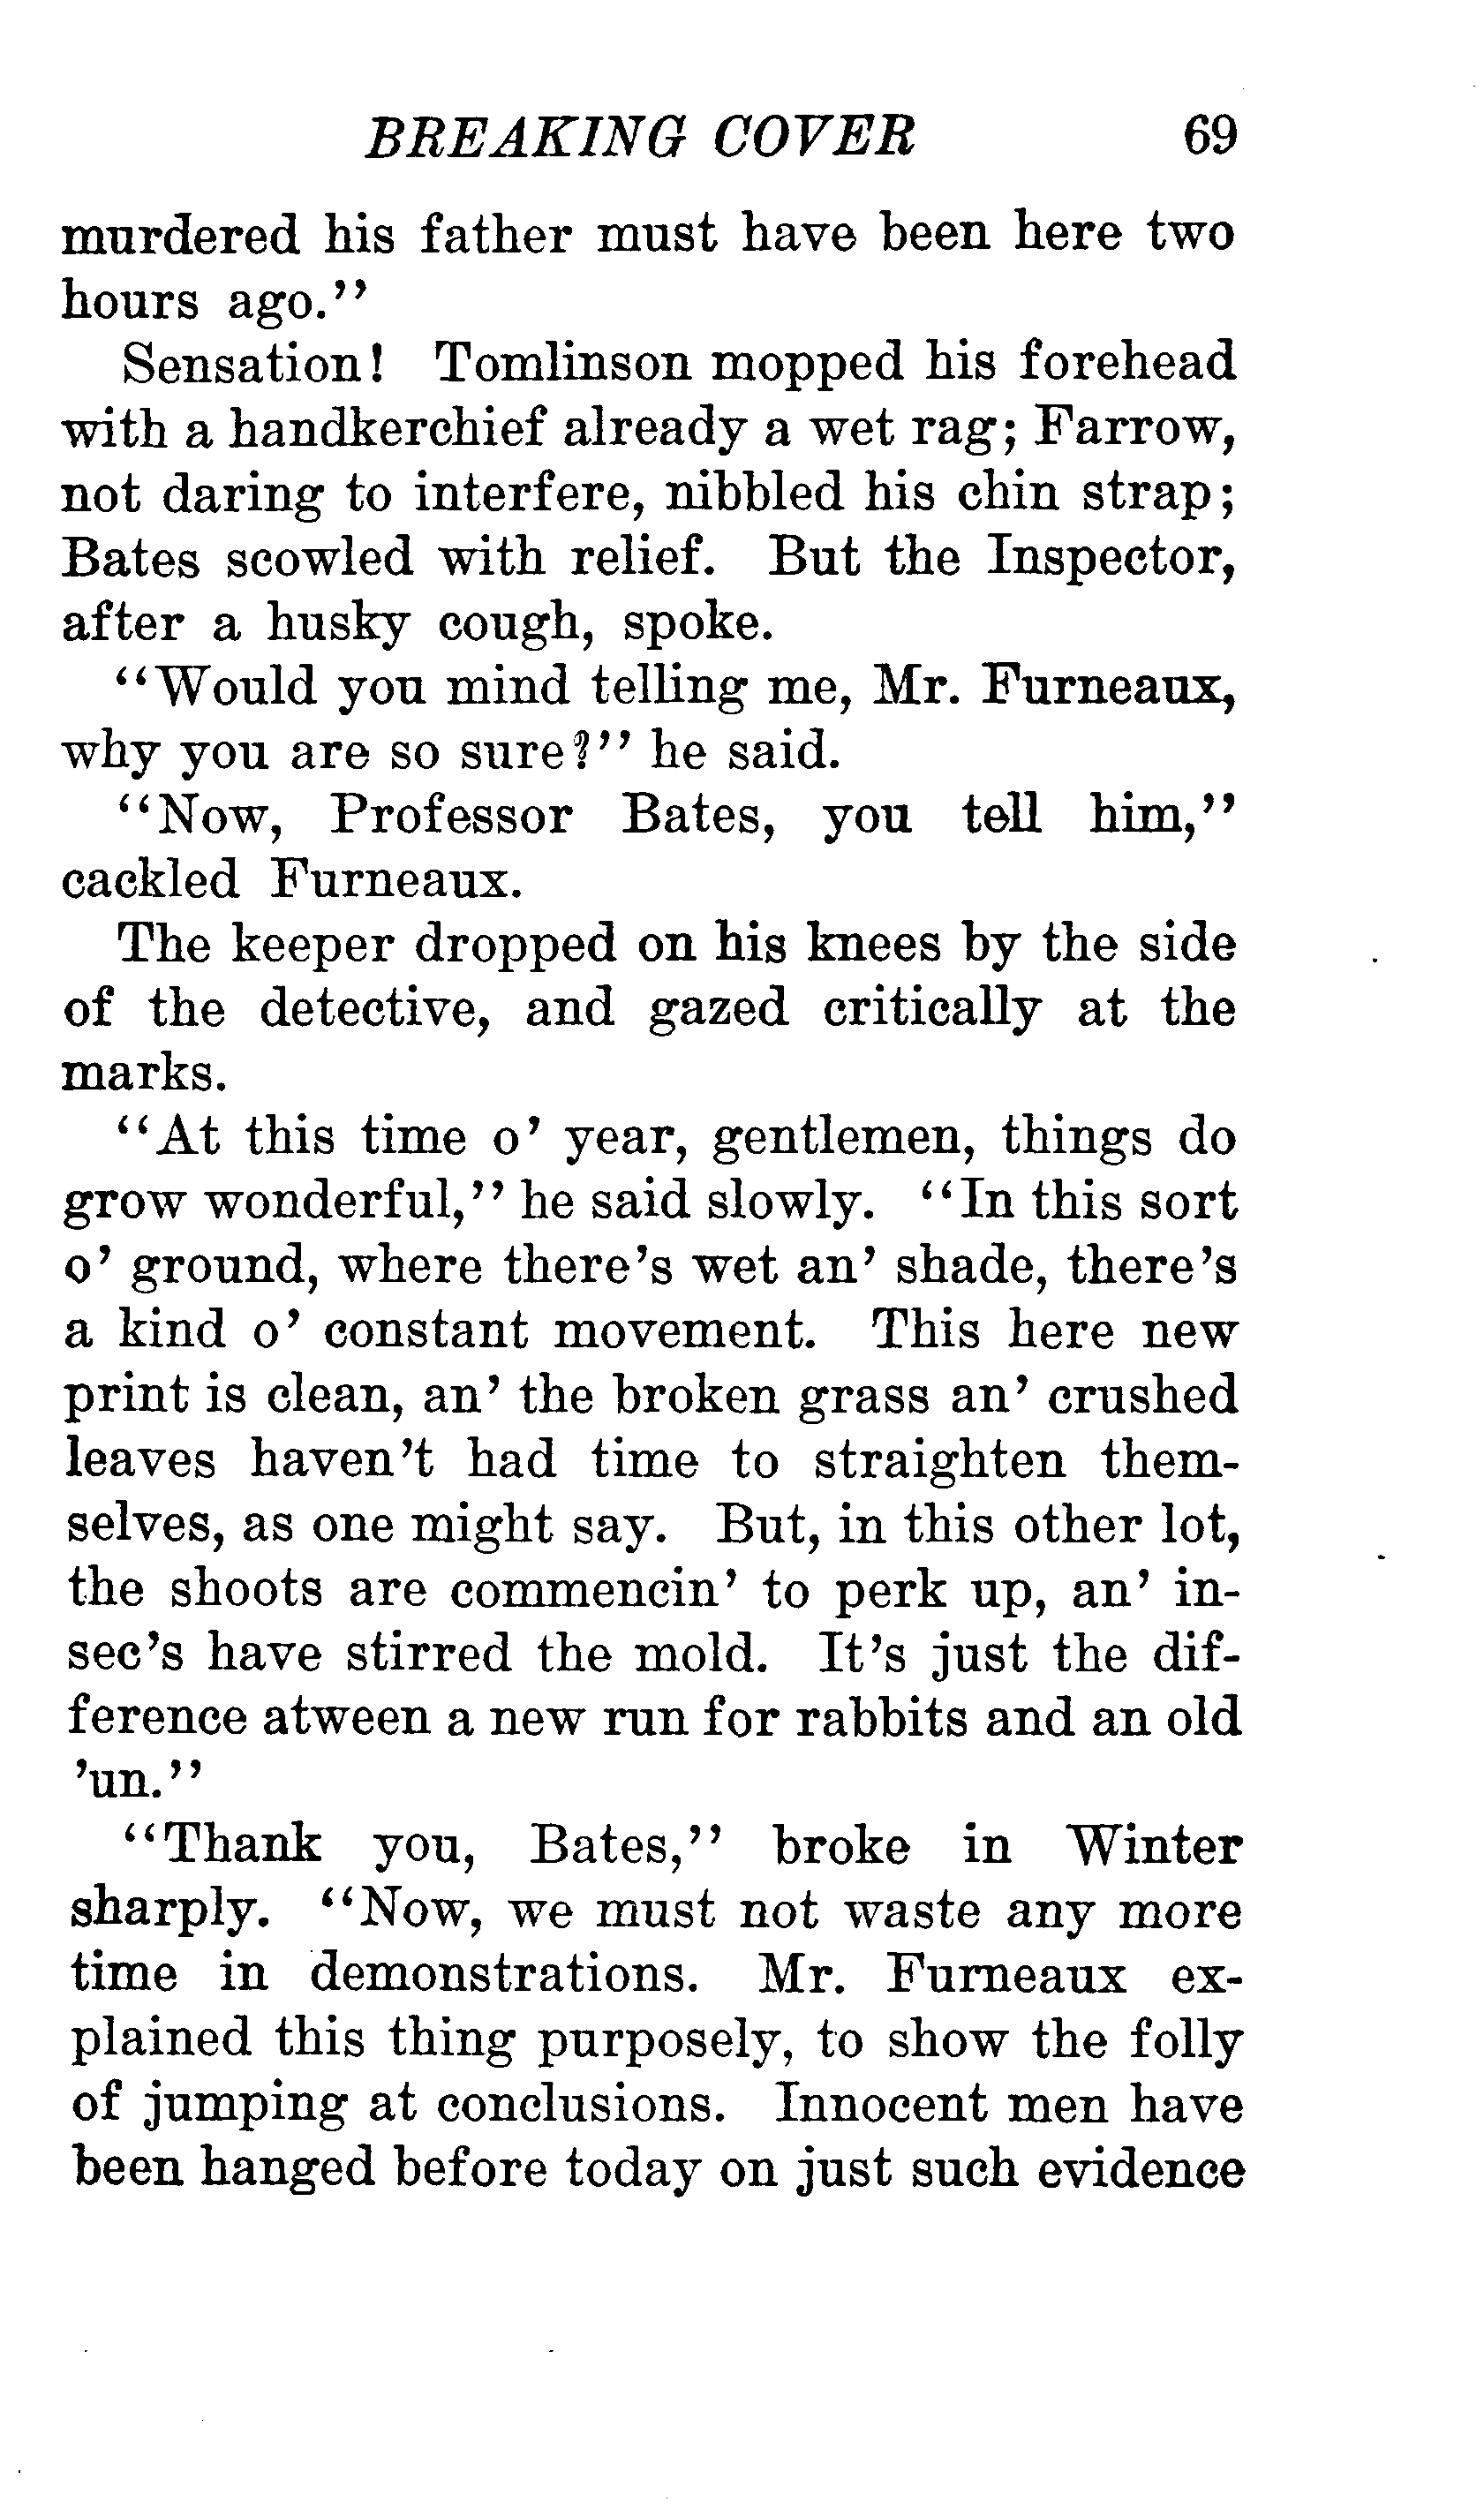 BREAKING COVER 69
murdered his father must have been here two
hours ago."
Sensation! Tomlinson mopped his forehead
with a handkerchief already a wet rag; Farrow,
not daring to interfere, nibbled his chin strap;
Bates scowled with relief. But the Inspector,
after a husky cough, spoke.
"Would you mind telling me, Mr. Furneaux,
why you are so sure?" he said.
"Now, Professor Bates, you tell him,"
cackled Furneaux.
The keeper dropped on his knees by the side
of the detective, and gazed critically at the
marks.
"At this time o' year, gentlemen, things do
grow wonderful," he said slowly. "In this sort
o' ground, where there's wet an' shade, there's
a kind o' constant movement. This here new
print is clean, an' the broken grass an' crushed
leaves haven't had time to straighten them-
selves, as one might say. But, in this other lot,
the shoots are commencin' to perk up, an' in-
sec's have stirred the mold. It's just the dif-
ference atween a new run for rabbits and an old
'un."
"Thank you, Bates," broke in Winter
sharply. "Now, we must not waste any more
time in demonstrations. Mr. Furneaux ex-
plained this thing purposely, to show the folly
of jumping at conclusions. Innocent men have
been hanged before today on just such evidence